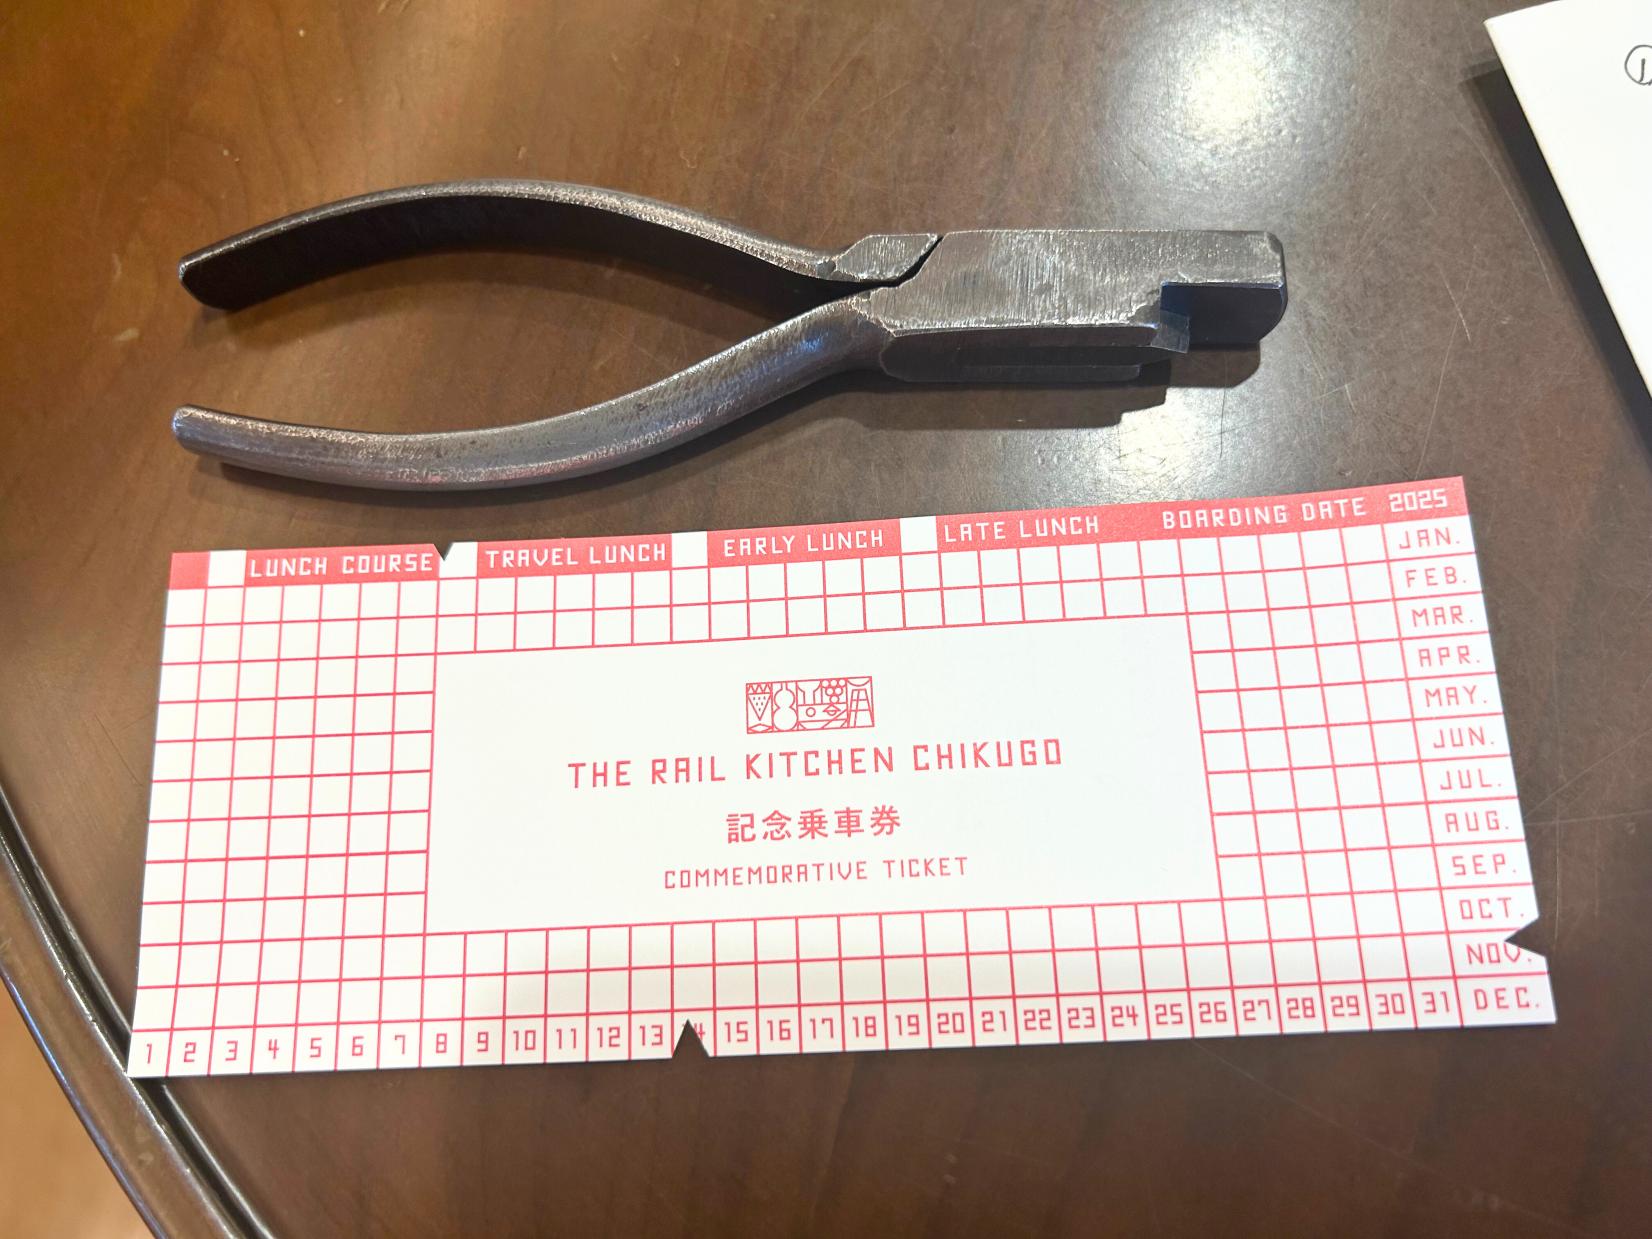 LUNCH COURSE TRAVEL LUNCH EARLY LUNCH LATE LUNCH BOARDING DATE 2025
JAN.
FEB.
MAR.
APR.
MAY.
JUN.
JUL.
AUG.
SEP.
OCT.
NOV.
DEC.
THE RAIL KITCHEN CHIKUGO
記念乗車券
COMMEMORATIVE TICKET
1 2 3 4 5 6 7 8 9 10 11 12 13 14 15 16 17 18 19 20 21 22 23 24 25 26 27 28 29 30 31